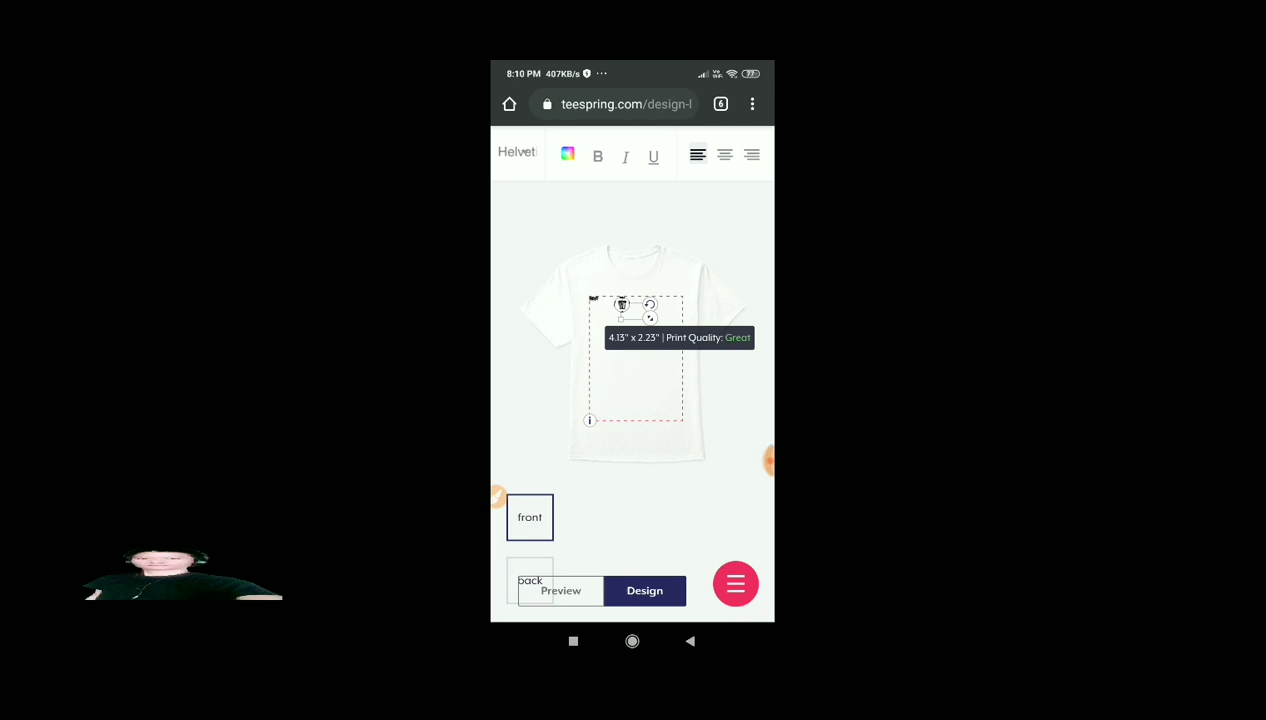 8:10 PM 407KB/s ... 77
teespring.com/design-l 6
Helveti B I U
4.13" x 2.23" | Print Quality: Great
i
front
back
Preview Design